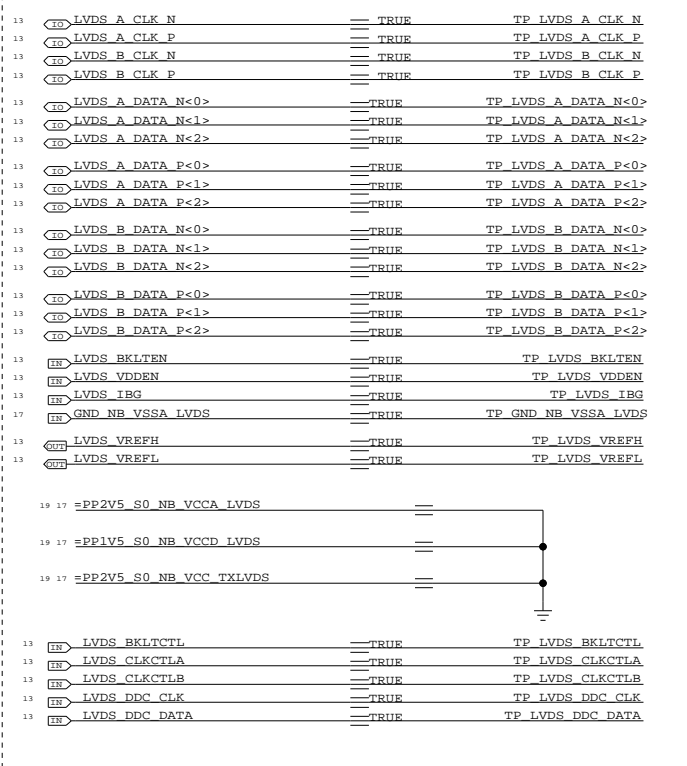 13 IO LVDS_A_CLK_N TRUE TP_LVDS_A_CLK_N
13 IO LVDS_A_CLK_P TRUE TP_LVDS_A_CLK_P
13 IO LVDS_B_CLK_N TRUE TP_LVDS_B_CLK_N
13 IO LVDS_B_CLK_P TRUE TP_LVDS_B_CLK_P
13 IO LVDS_A_DATA_N<0> TRUE TP_LVDS_A_DATA_N<0>
13 IO LVDS_A_DATA_N<1> TRUE TP_LVDS_A_DATA_N<1>
13 IO LVDS_A_DATA_N<2> TRUE TP_LVDS_A_DATA_N<2>
13 IO LVDS_A_DATA_P<0> TRUE TP_LVDS_A_DATA_P<0>
13 IO LVDS_A_DATA_P<1> TRUE TP_LVDS_A_DATA_P<1>
13 IO LVDS_A_DATA_P<2> TRUE TP_LVDS_A_DATA_P<2>
13 IO LVDS_B_DATA_N<0> TRUE TP_LVDS_B_DATA_N<0>
13 IO LVDS_B_DATA_N<1> TRUE TP_LVDS_B_DATA_N<1>
13 IO LVDS_B_DATA_N<2> TRUE TP_LVDS_B_DATA_N<2>
13 IO LVDS_B_DATA_P<0> TRUE TP_LVDS_B_DATA_P<0>
13 IO LVDS_B_DATA_P<1> TRUE TP_LVDS_B_DATA_P<1>
13 IO LVDS_B_DATA_P<2> TRUE TP_LVDS_B_DATA_P<2>
13 IN LVDS_BKLTEN TRUE TP_LVDS_BKLTEN
13 IN LVDS_VDDEN TRUE TP_LVDS_VDDEN
13 IN LVDS_IBG TRUE TP_LVDS_IBG
17 IN GND_NB_VSSA_LVDS TRUE TP_GND_NB_VSSA_LVDS
13 OUT LVDS_VREFH TRUE TP_LVDS_VREFH
13 OUT LVDS_VREFL TRUE TP_LVDS_VREFL
19 17 =PP2V5_S0_NB_VCCA_LVDS
19 17 =PP1V5_S0_NB_VCCD_LVDS
19 17 =PP2V5_S0_NB_VCC_TXLVDS
13 IN LVDS_BKLTCTL TRUE TP_LVDS_BKLTCTL
13 IN LVDS_CLKCTLA TRUE TP_LVDS_CLKCTLA
13 IN LVDS_CLKCTLB TRUE TP_LVDS_CLKCTLB
13 IN LVDS_DDC_CLK TRUE TP_LVDS_DDC_CLK
13 IN LVDS_DDC_DATA TRUE TP_LVDS_DDC_DATA